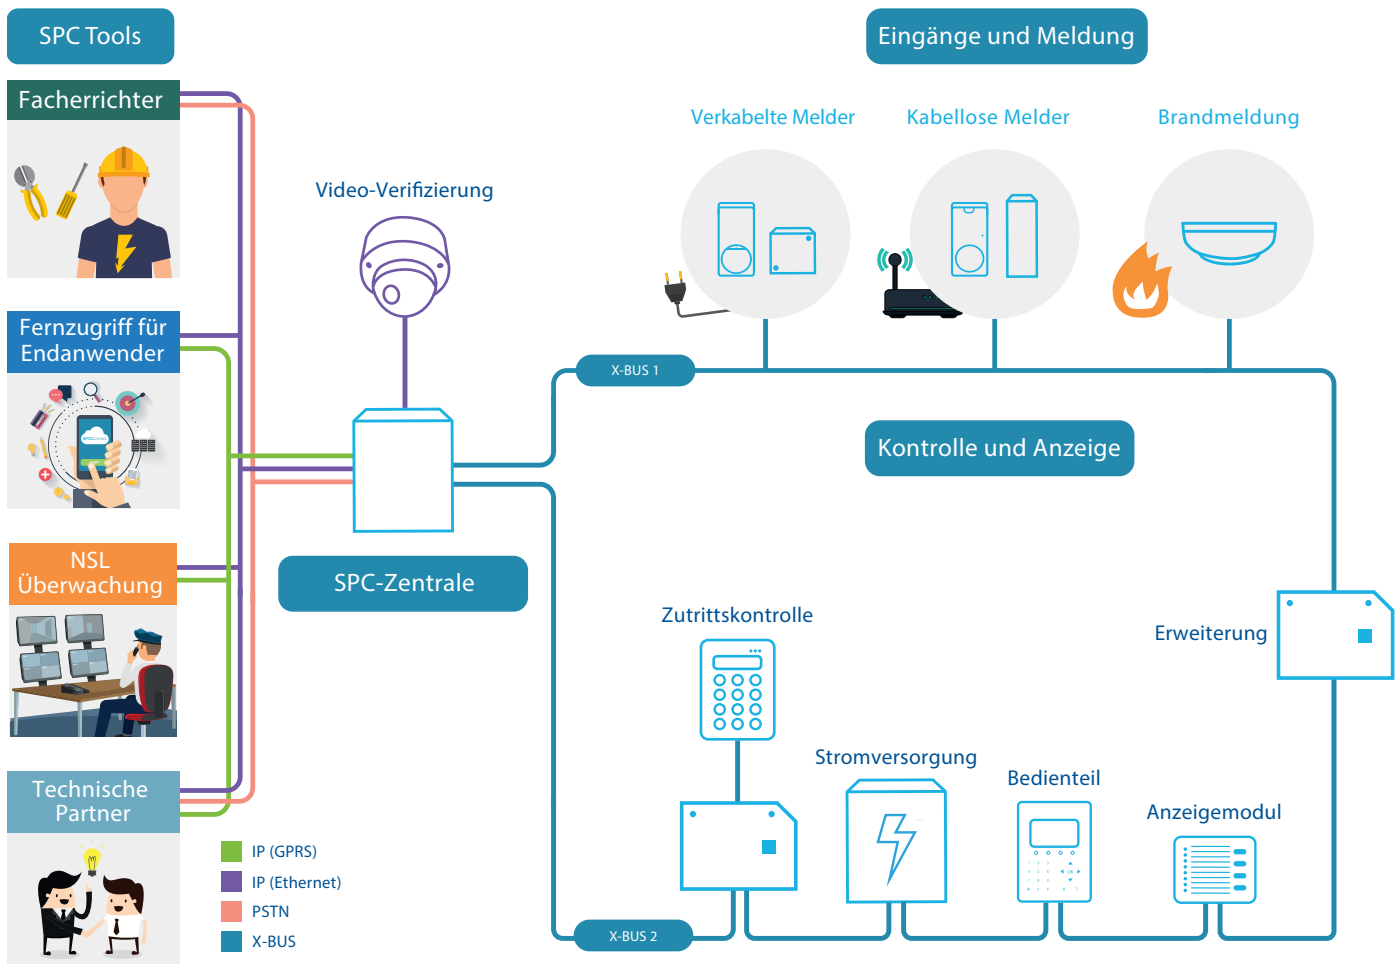 SPC Tools
Facherrichter
Fernzugriff für
Endanwender
NSL
Überwachung
Technische
Partner
IP (GPRS)
IP (Ethernet)
PSTN
X-BUS
Video-Verifizierung
SPC-Zentrale
Eingänge und Meldung
Verkabelte Melder
Kabellose Melder
Brandmeldung
X-BUS 1
Kontrolle und Anzeige
Zutrittskontrolle
Erweiterung
Stromversorgung
Bedienteil
OK
Anzeigemodul
X-BUS 2